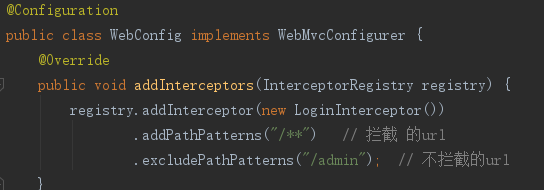 @Configuration
public class WebConfig implements WebMvcConfigurer {
@Override
public void addInterceptors(InterceptorRegistry registry) {
registry.addInterceptor(new LoginInterceptor())
.addPathPatterns("/**")   // 拦截 的url
.excludePathPatterns("/admin");  // 不拦截的url
}